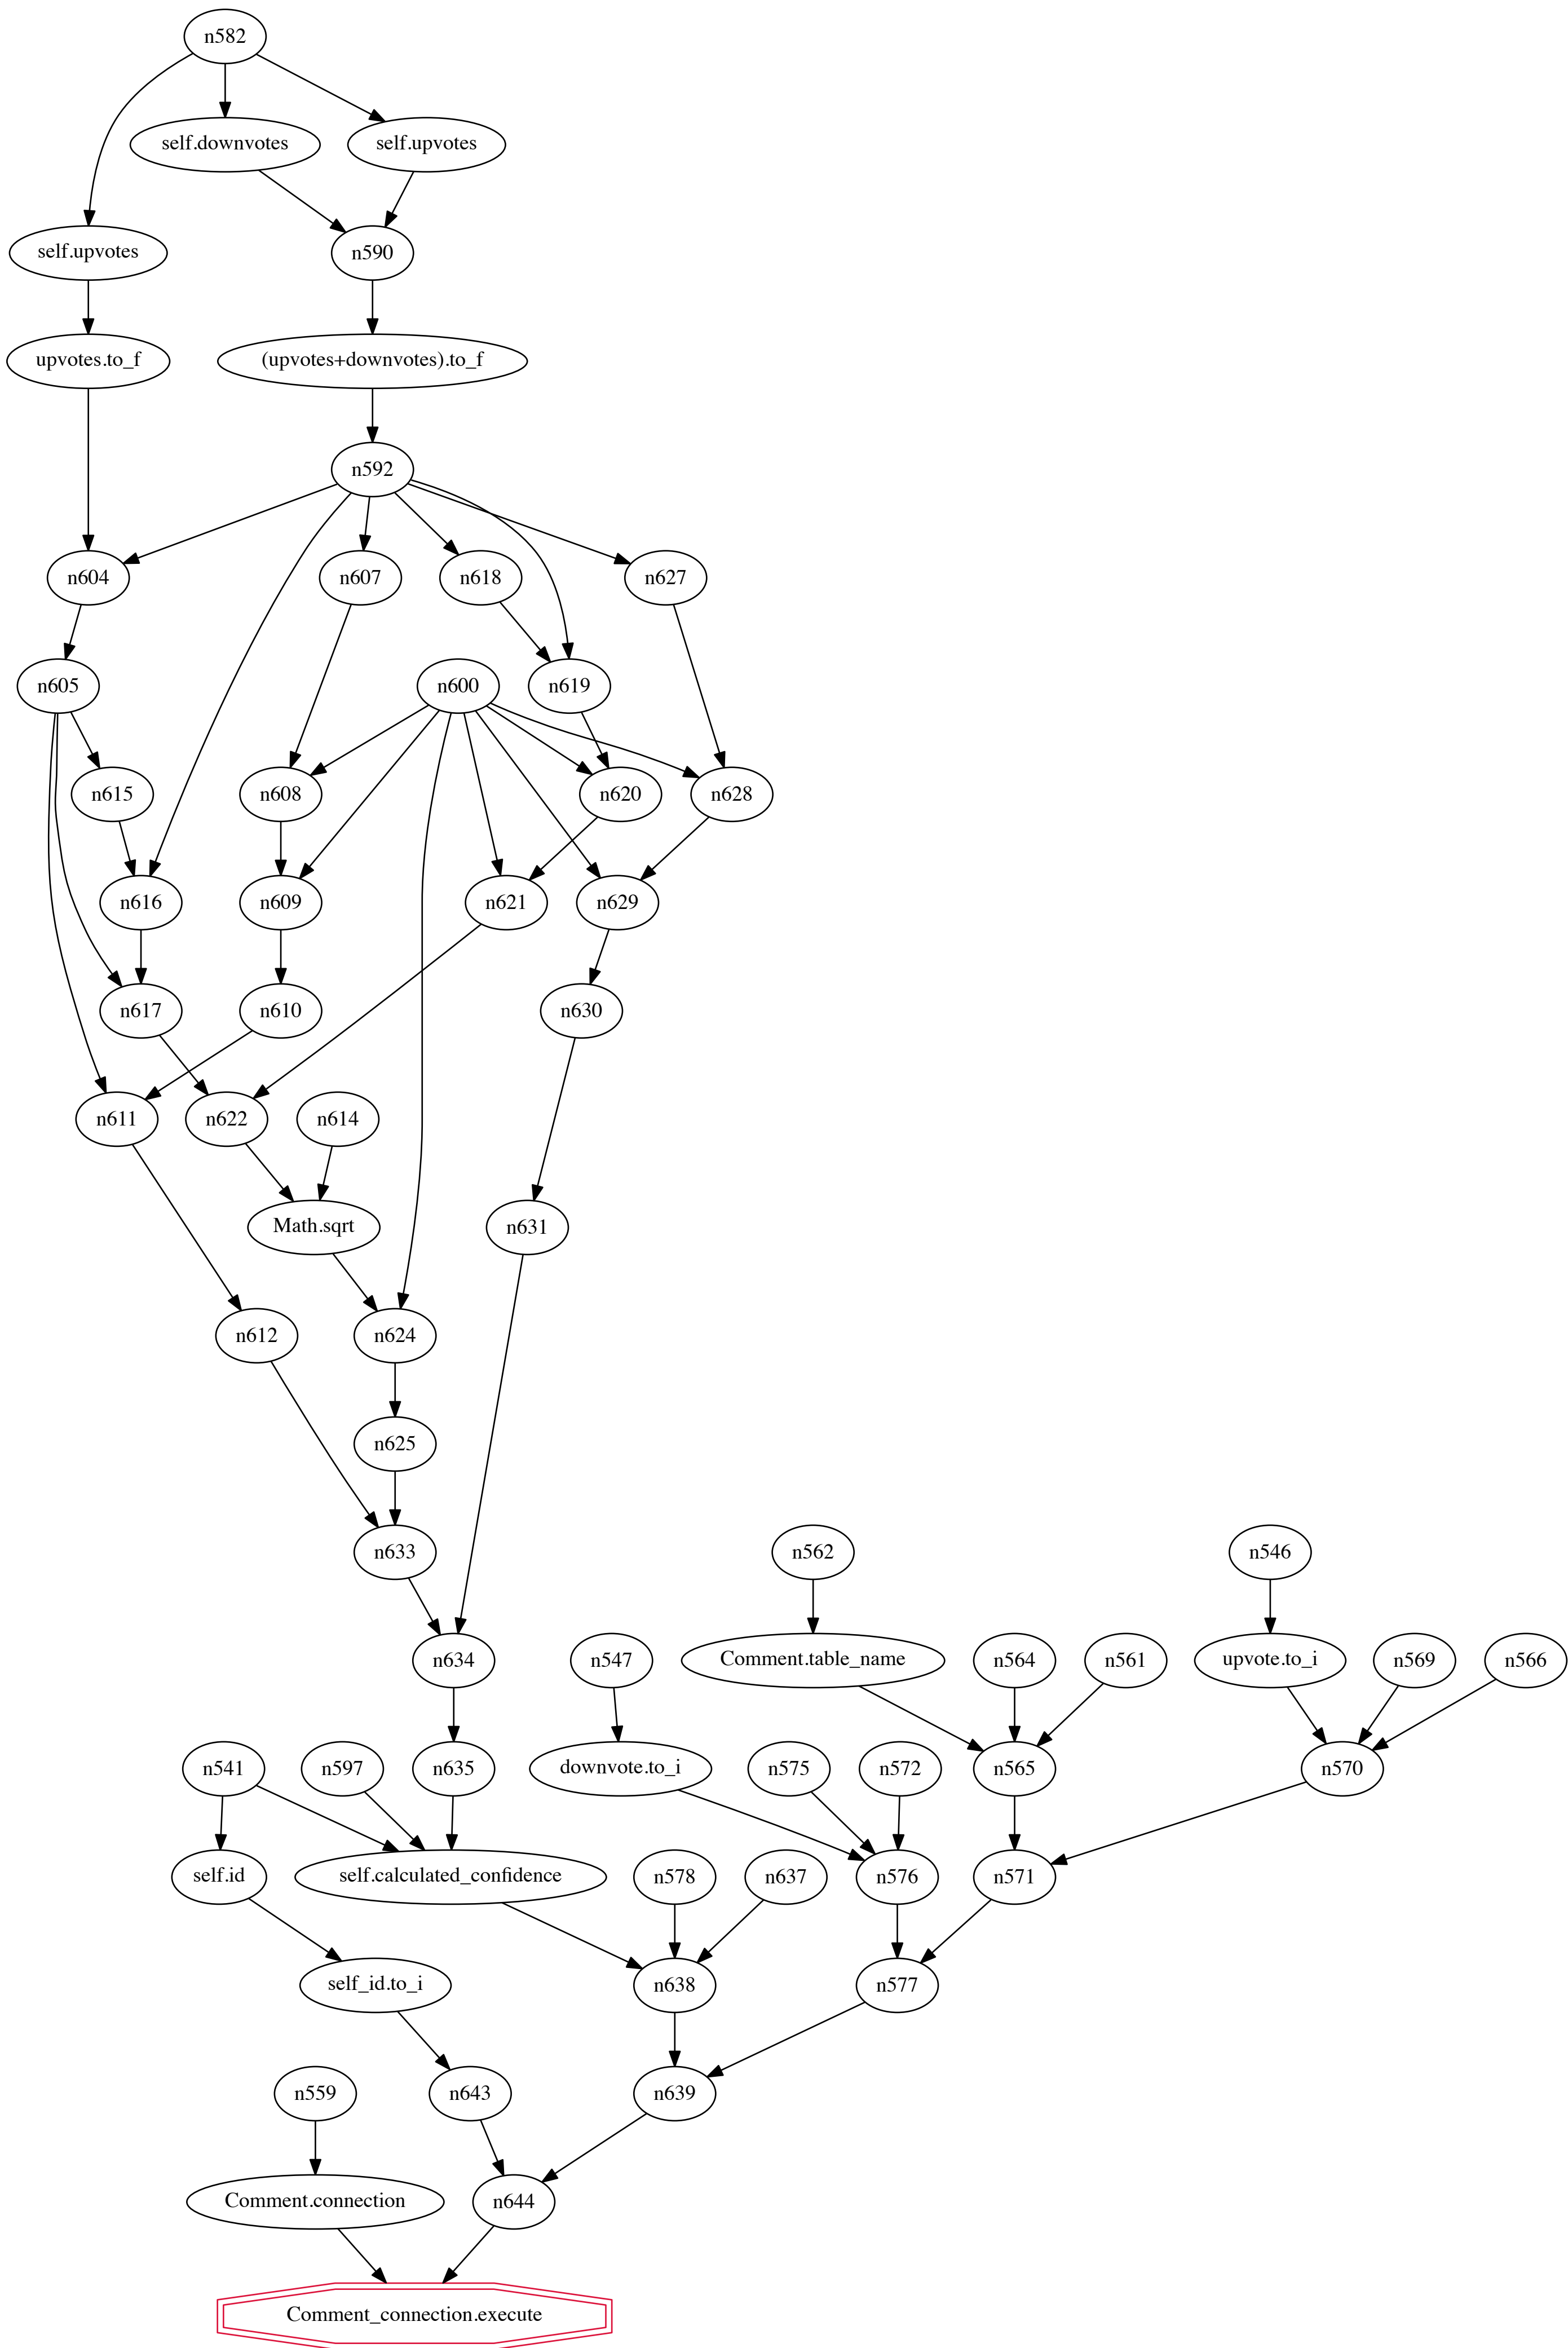 n582
self.downvotes
self.upvotes
self.upvotes
n590
upvotes.to_f
(upvotes+downvotes).to_f
n592
n604
n607
n618
n627
n605
n600
n619
n615
n608
n620
n628
n616
n609
n621
n629
n617
n610
n630
n611
n622
n614
Math.sqrt
n631
n612
n624
n625
n633
n562
n546
n634
n547
Comment.table_name
n564
n561
upvote.to_i
n569
n566
n541
n597
n635
downvote.to_i
n575
n572
n565
n570
self.id
self.calculated_confidence
n578
n637
n576
n571
self_id.to_i
n638
n577
n559
n643
n639
Comment.connection
n644
Comment_connection.execute